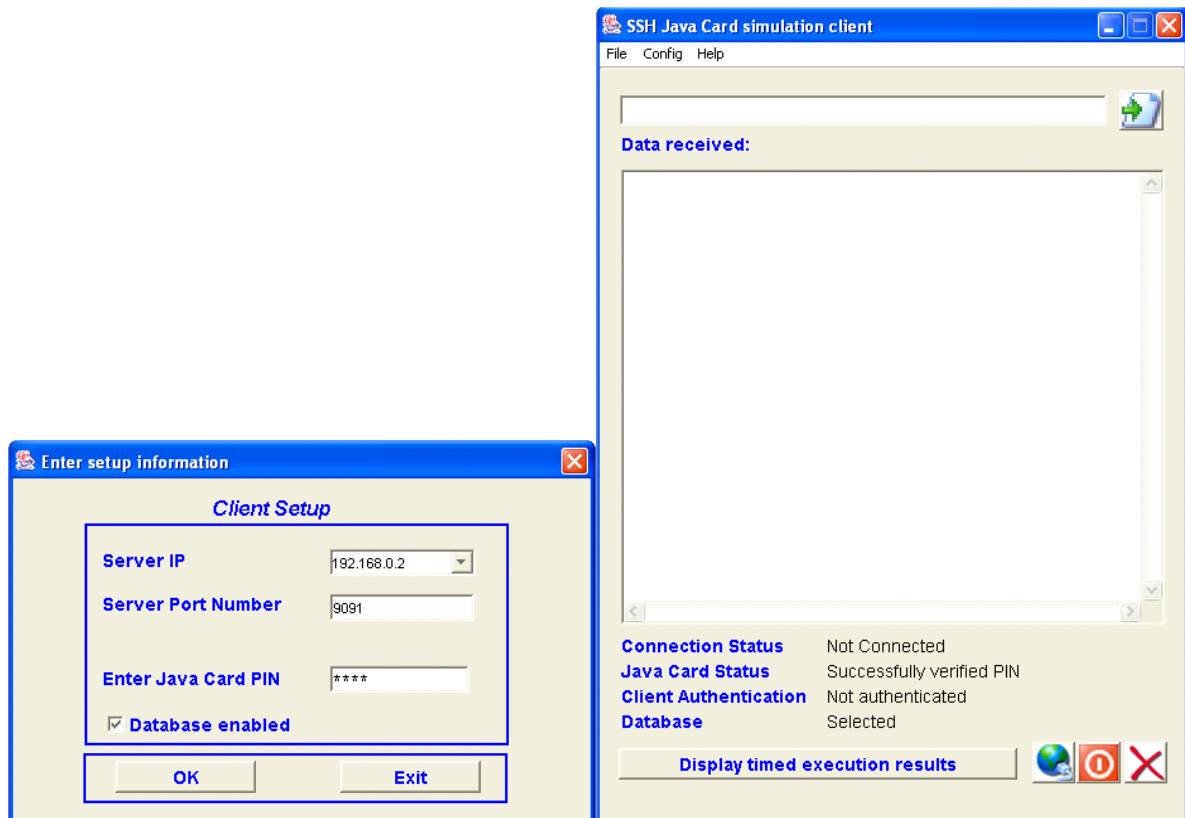 Enter setup information
Client Setup
Server IP 192.168.0.2
Server Port Number 9091
Enter Java Card PIN ****
Database enabled
OK Exit
SSH Java Card simulation client
File Config Help
Data received:
Connection Status Not Connected
Java Card Status Successfully verified PIN
Client Authentication Not authenticated
Database Selected
Display timed execution results